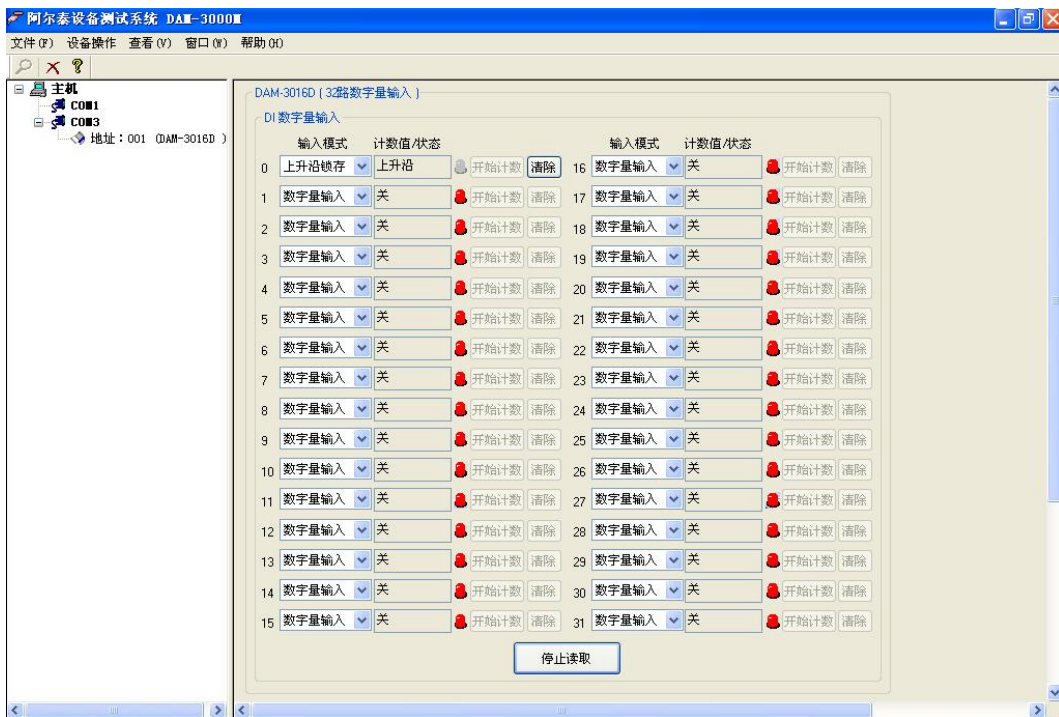 阿尔泰设备测试系统 DAM-3000M
文件(F) 设备操作 查看(V) 窗口(W) 帮助(H)
主机
COM1
COM3
地址：001 (DAM-3016D )
DAM-3016D ( 32路数字量输入 )
DI 数字量输入
输入模式 计数值/状态 输入模式 计数值/状态
0 上升沿锁存 上升沿 开始计数 清除 16 数字量输入 关 开始计数 清除
1 数字量输入 关 开始计数 清除 17 数字量输入 关 开始计数 清除
2 数字量输入 关 开始计数 清除 18 数字量输入 关 开始计数 清除
3 数字量输入 关 开始计数 清除 19 数字量输入 关 开始计数 清除
4 数字量输入 关 开始计数 清除 20 数字量输入 关 开始计数 清除
5 数字量输入 关 开始计数 清除 21 数字量输入 关 开始计数 清除
6 数字量输入 关 开始计数 清除 22 数字量输入 关 开始计数 清除
7 数字量输入 关 开始计数 清除 23 数字量输入 关 开始计数 清除
8 数字量输入 关 开始计数 清除 24 数字量输入 关 开始计数 清除
9 数字量输入 关 开始计数 清除 25 数字量输入 关 开始计数 清除
10 数字量输入 关 开始计数 清除 26 数字量输入 关 开始计数 清除
11 数字量输入 关 开始计数 清除 27 数字量输入 关 开始计数 清除
12 数字量输入 关 开始计数 清除 28 数字量输入 关 开始计数 清除
13 数字量输入 关 开始计数 清除 29 数字量输入 关 开始计数 清除
14 数字量输入 关 开始计数 清除 30 数字量输入 关 开始计数 清除
15 数字量输入 关 开始计数 清除 31 数字量输入 关 开始计数 清除
停止读取